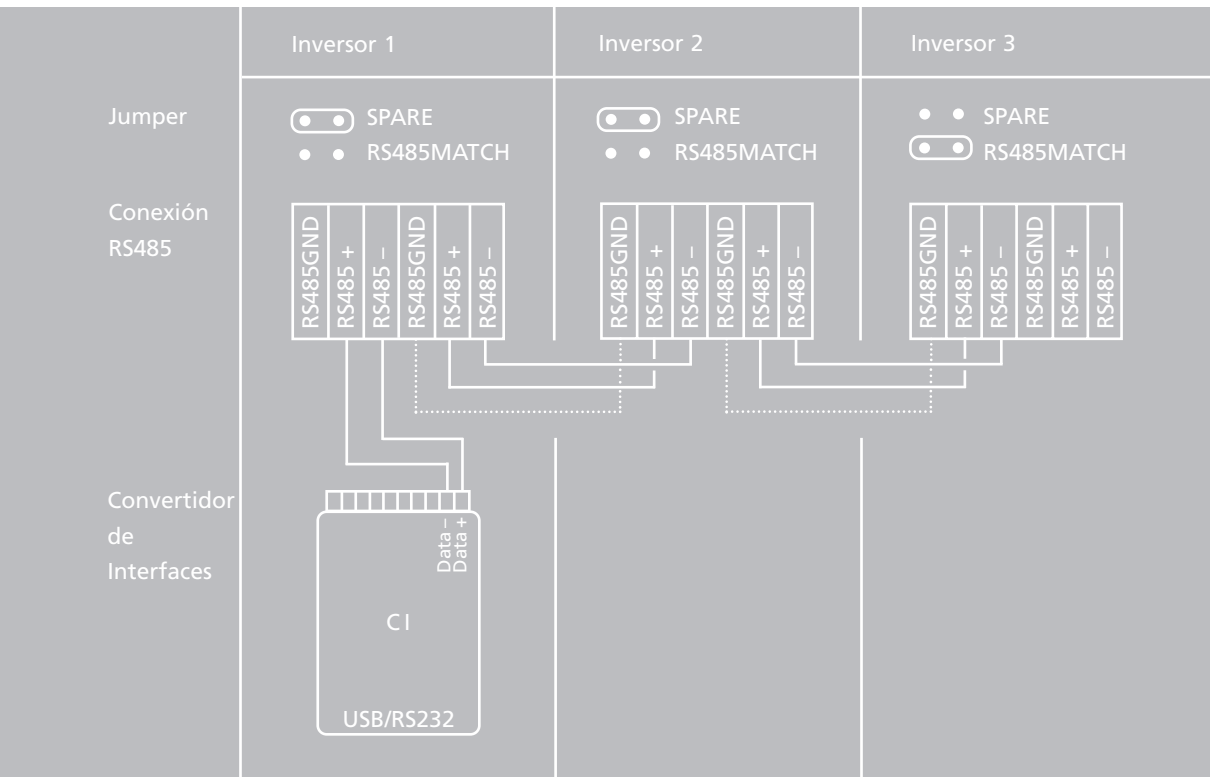 Inversor 1
Inversor 2
Inversor 3
Jumper
SPARE
RS485MATCH
SPARE
RS485MATCH
SPARE
RS485MATCH
Conexión
RS485
RS485GND
RS485 +
RS485 –
RS485GND
RS485 +
RS485 –
RS485GND
RS485 +
RS485 –
RS485GND
RS485 +
RS485 –
RS485GND
RS485 +
RS485 –
RS485GND
RS485 +
RS485 –
Convertidor
de
Interfaces
Data –
Data +
CI
USB/RS232